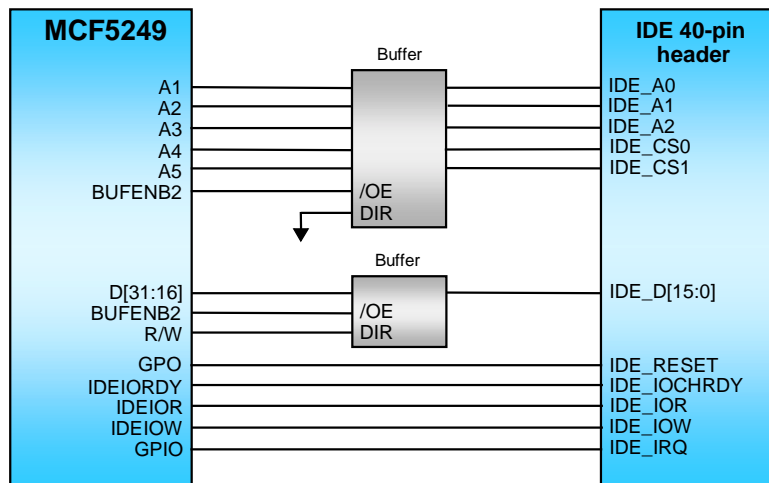 MCF5249
A1
A2
A3
A4
A5
BUFENB2
D[31:16]
BUFENB2
R/W
GPO
IDEIORDY
IDEIOR
IDEIOW
GPIO
Buffer
/OE
DIR
Buffer
/OE
DIR
IDE 40-pin
header
IDE_A0
IDE_A1
IDE_A2
IDE_CS0
IDE_CS1
IDE_D[15:0]
IDE_RESET
IDE_IOCHRDY
IDE_IOR
IDE_IOW
IDE_IRQ